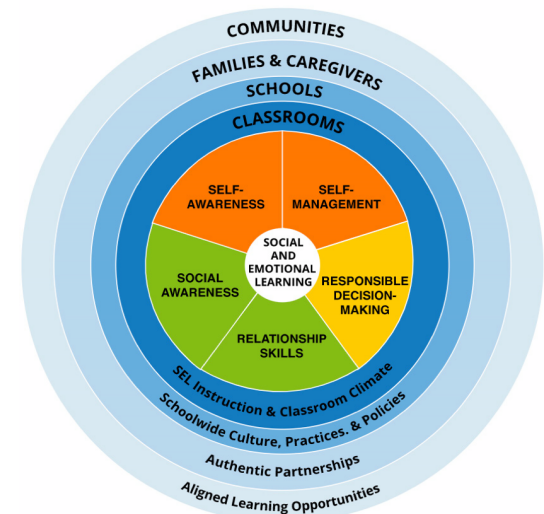 COMMUNITIES
FAMILIES & CAREGIVERS
SCHOOLS
CLASSROOMS
SELF-
AWARENESS
SELF-
MANAGEMENT
SOCIAL
AND
EMOTIONAL
LEARNING
SOCIAL
AWARENESS
RESPONSIBLE
DECISION-
MAKING
RELATIONSHIP
SKILLS
SEL Instruction & Classroom Climate
Schoolwide Culture, Practices. & Policies
Authentic Partnerships
Aligned Learning Opportunities